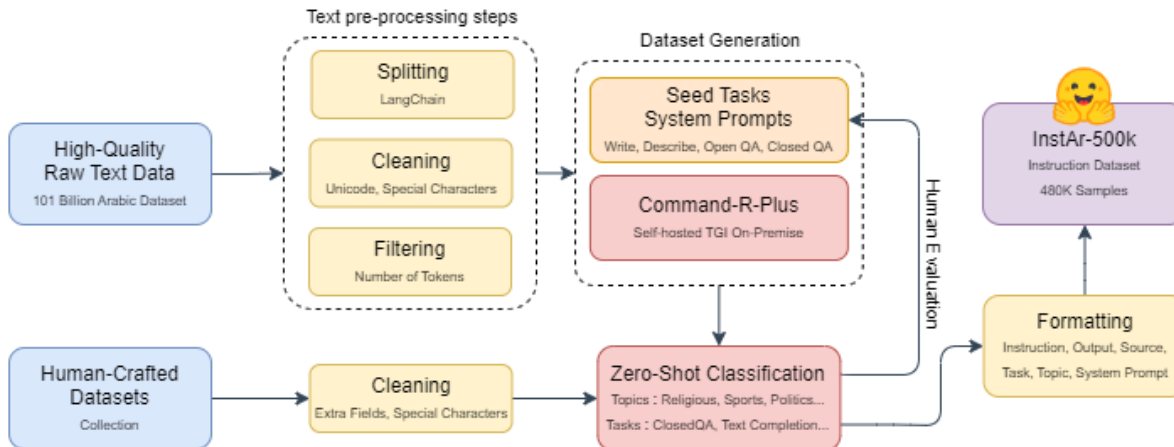 Text pre-processing steps
Splitting
LangChain
Cleaning
Unicode, Special Characters
Filtering
Number of Tokens
High-Quality
Raw Text Data
101 Billion Arabic Dataset
Dataset Generation
Seed Tasks
System Prompts
Write, Describe, Open QA, Closed QA
Command-R-Plus
Self-hosted TGI On-Premise
Human Evaluation
InstAr-500k
Instruction Dataset
480K Samples
Human-Crafted
Datasets
Collection
Cleaning
Extra Fields, Special Characters
Zero-Shot Classification
Topics : Religious, Sports, Politics...
Tasks : ClosedQA, Text Completion...
Formatting
Instruction, Output, Source,
Task, Topic, System Prompt